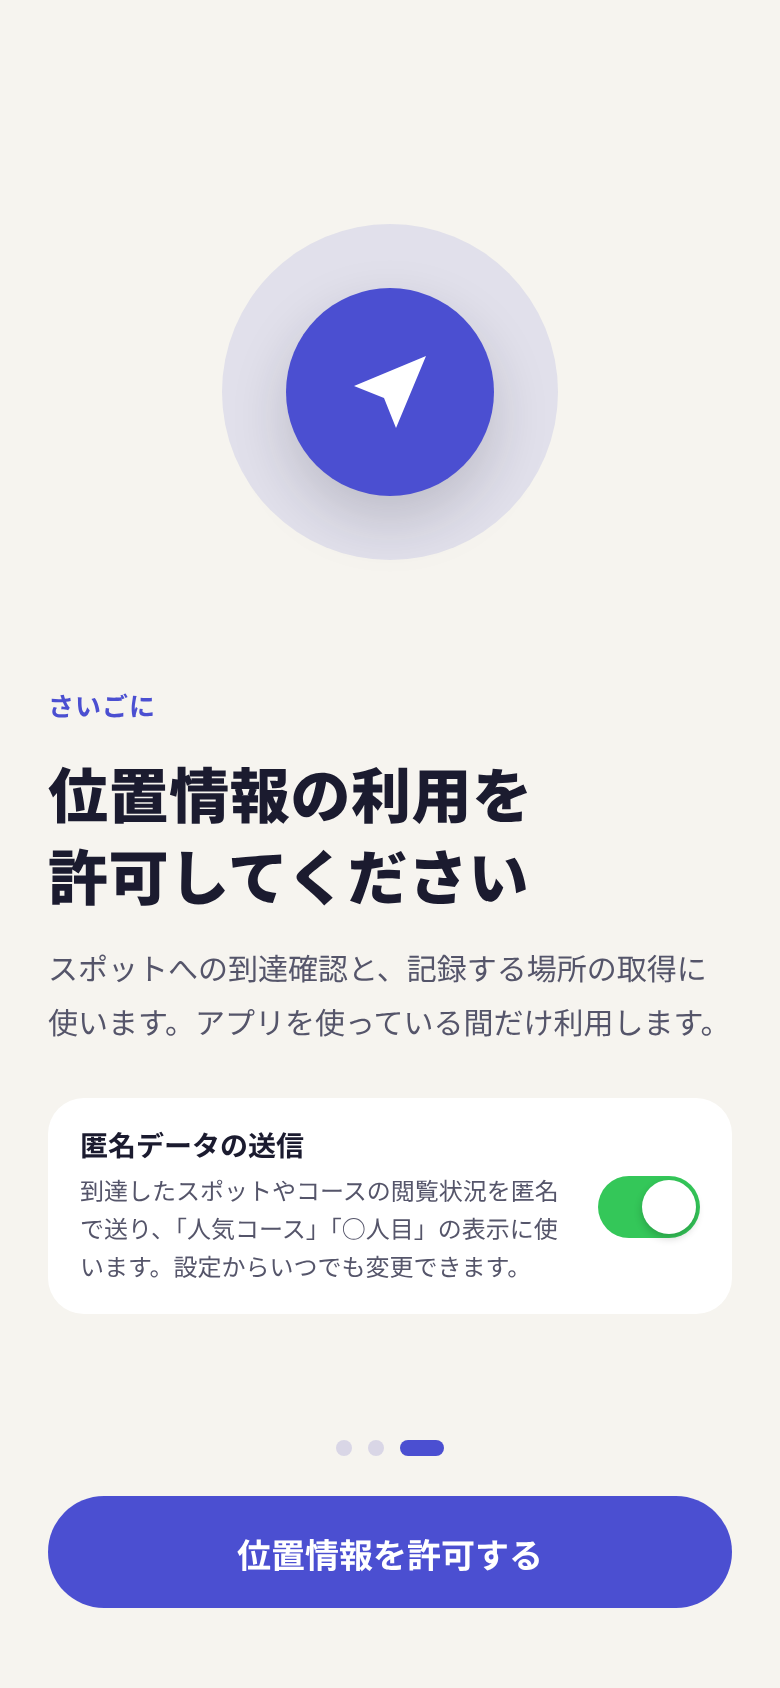 さいごに
位置情報の利用を
許可してください
スポットへの到達確認と、記録する場所の取得に
使います。アプリを使っている間だけ利用します。
匿名データの送信
到達したスポットやコースの閲覧状況を匿名
で送り、「人気コース」「〇人目」の表示に使
います。設定からいつでも変更できます。
位置情報を許可する